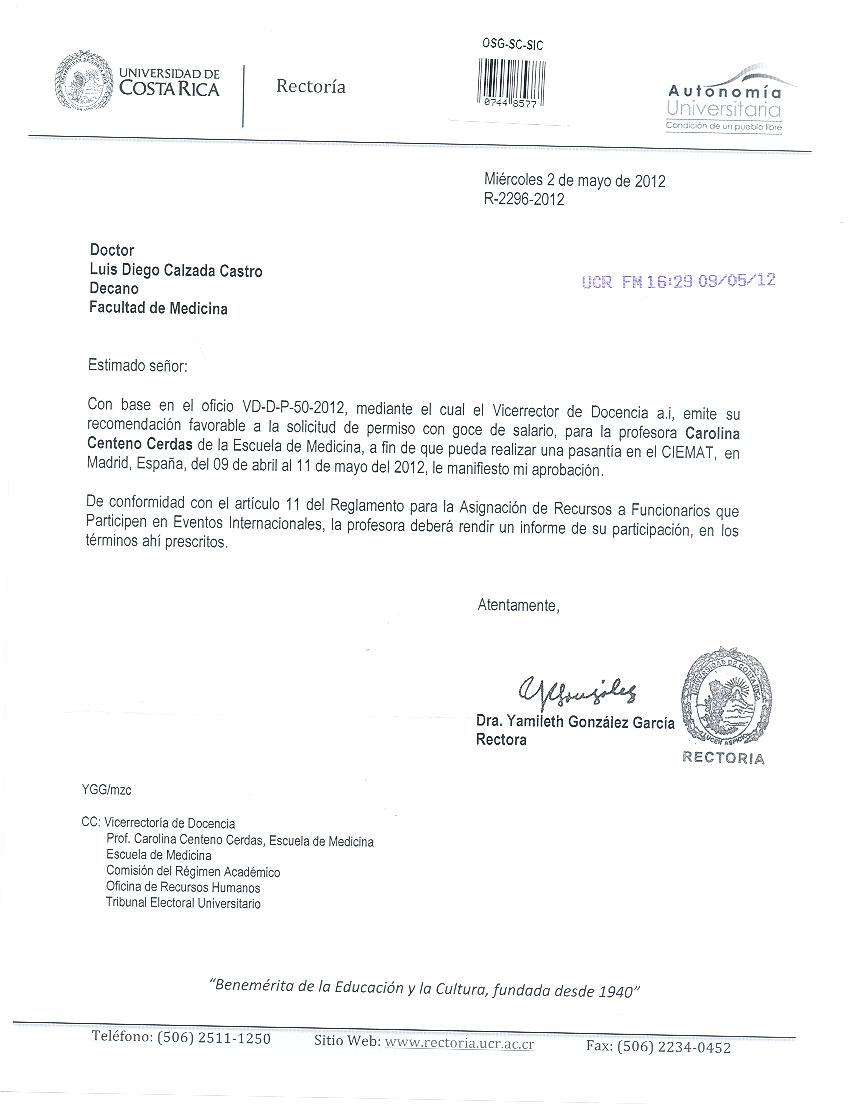 UNIVERSIDAD DE
COSTA RICA
Rectoría
OSG-SC-SIC
07448577
Autonomía
Universitaria
Condición de un pueblo libre
Miércoles 2 de mayo de 2012
R-2296-2012
Doctor
Luis Diego Calzada Castro
Decano
Facultad de Medicina
UCR FM 16:29 09/05/12
Estimado señor:
Con base en el oficio VD-D-P-50-2012, mediante el cual el Vicerrector de Docencia a.i, emite su
recomendación favorable a la solicitud de permiso con goce de salario, para la profesora Carolina
Centeno Cerdas de la Escuela de Medicina, a fin de que pueda realizar una pasantía en el CIEMAT, en
Madrid, España, del 09 de abril al 11 de mayo del 2012, le manifiesto mi aprobación.
De conformidad con el artículo 11 del Reglamento para la Asignación de Recursos a Funcionarios que
Participen en Eventos Internacionales, la profesora deberá rendir un informe de su participación, en los
términos ahí prescritos.
Atentamente,
YGonzález
Dra. Yamileth González García
Rectora
UNIVERSIDAD DE COSTA RICA
RECTORIA
YGG/mzc
CC: Vicerrectoría de Docencia
Prof. Carolina Centeno Cerdas, Escuela de Medicina
Escuela de Medicina
Comisión del Régimen Académico
Oficina de Recursos Humanos
Tribunal Electoral Universitario
"Benemérita de la Educación y la Cultura, fundada desde 1940"
Teléfono: (506) 2511-1250 Sitio Web: www.rectoria.ucr.ac.cr Fax: (506) 2234-0452